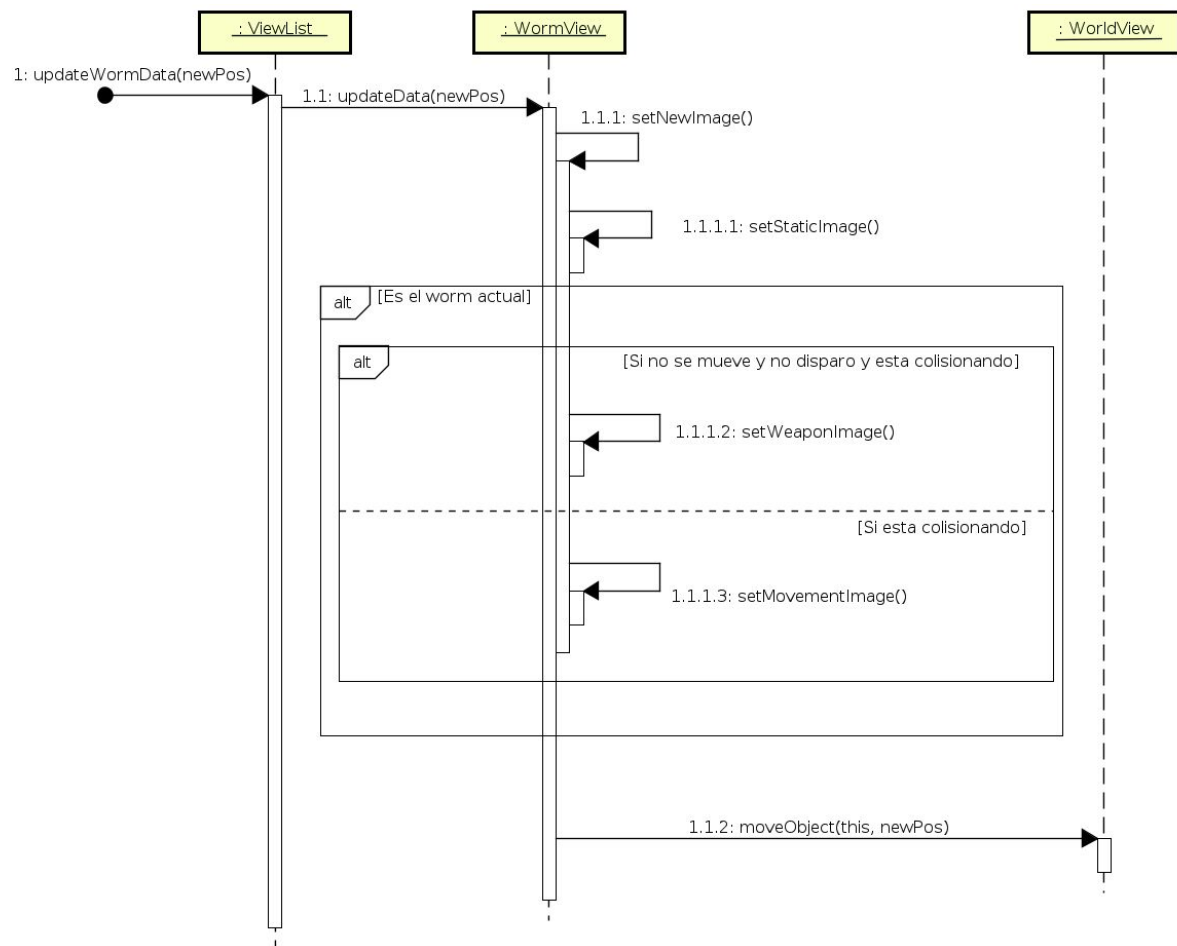 : ViewList
: WormView
: WorldView
1: updateWormData(newPos)
1.1: updateData(newPos)
1.1.1: setNewImage()
1.1.1.1: setStaticImage()
alt
[Es el worm actual]
alt
[Si no se mueve y no disparo y esta colisionando]
1.1.1.2: setWeaponImage()
[Si esta colisionando]
1.1.1.3: setMovementImage()
1.1.2: moveObject(this, newPos)